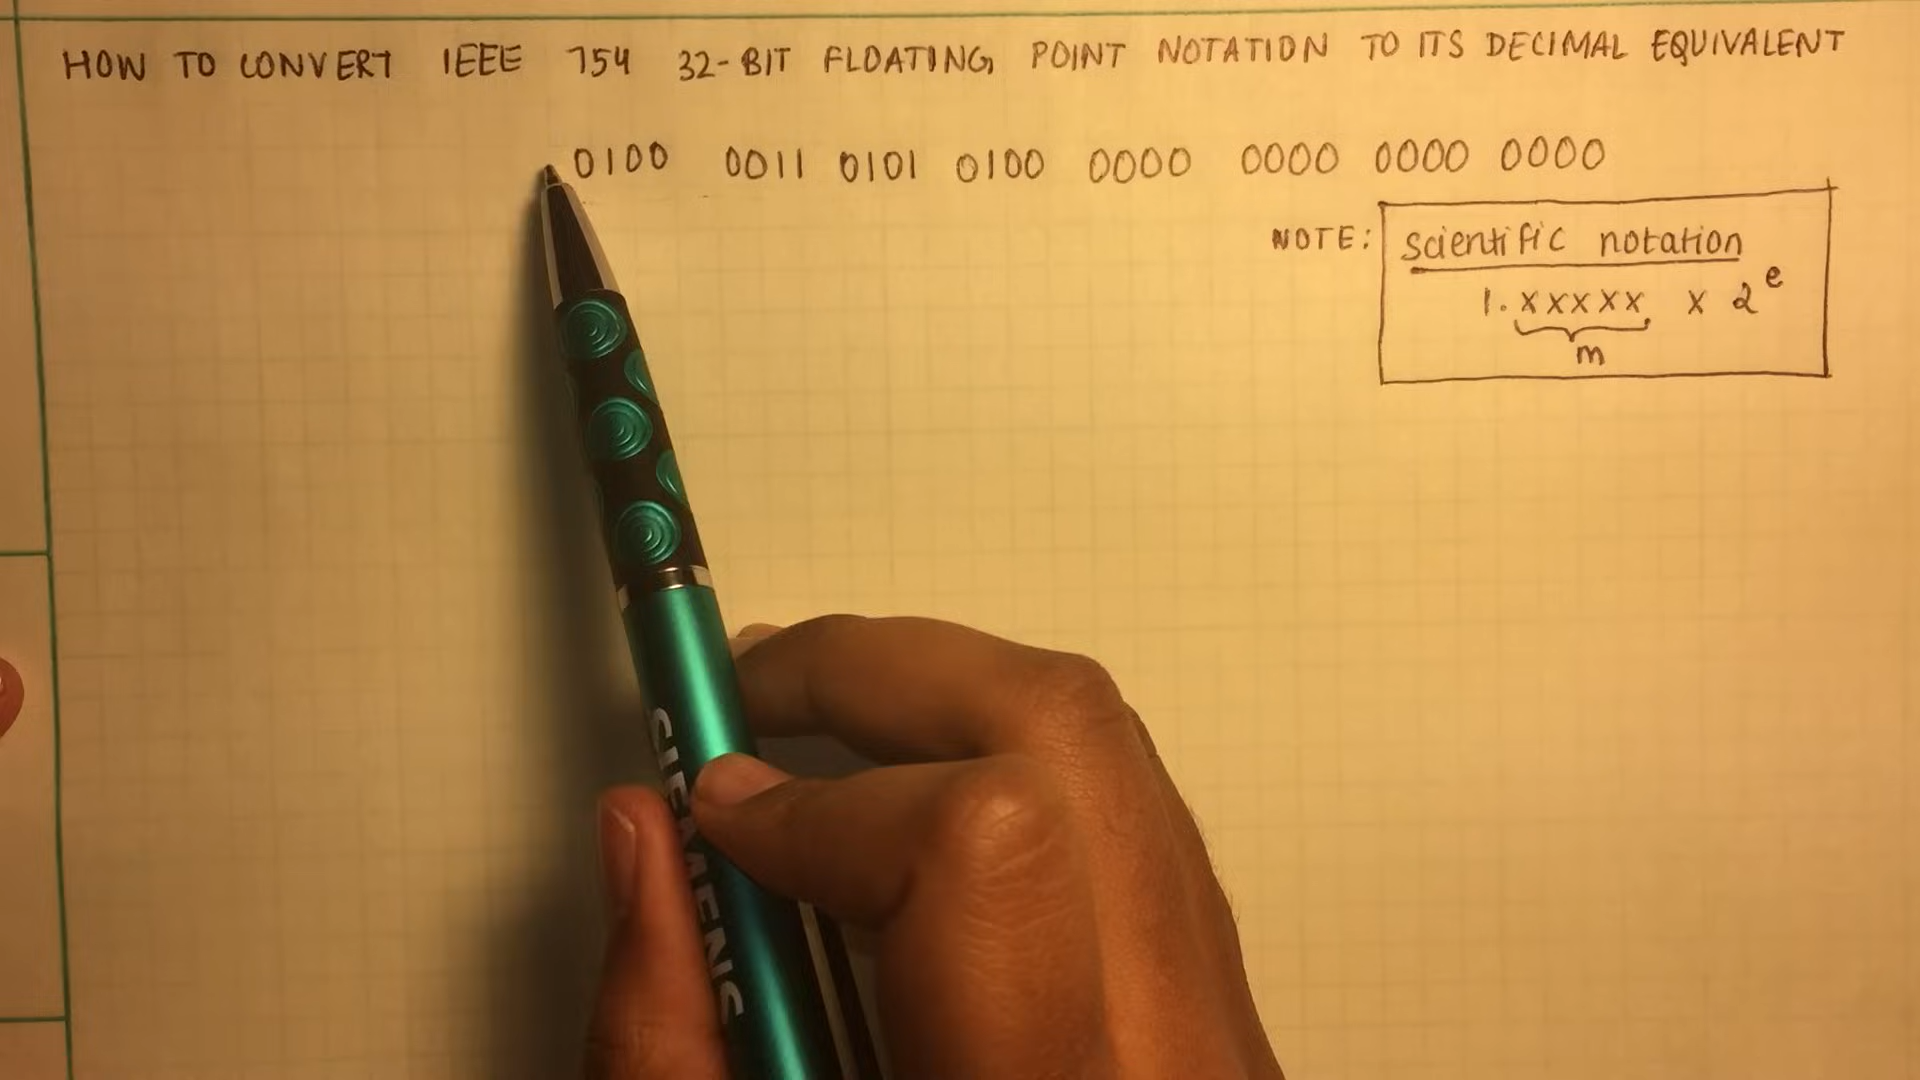 HOW TO CONVERT IEEE 754 32-BIT FLOATING POINT NOTATION TO ITS DECIMAL EQUIVALENT
0100 0011 0101 0100 0000 0000 0000 0000
NOTE: scientific notation
1.xxxxx x 2^e
m
SIEMENS